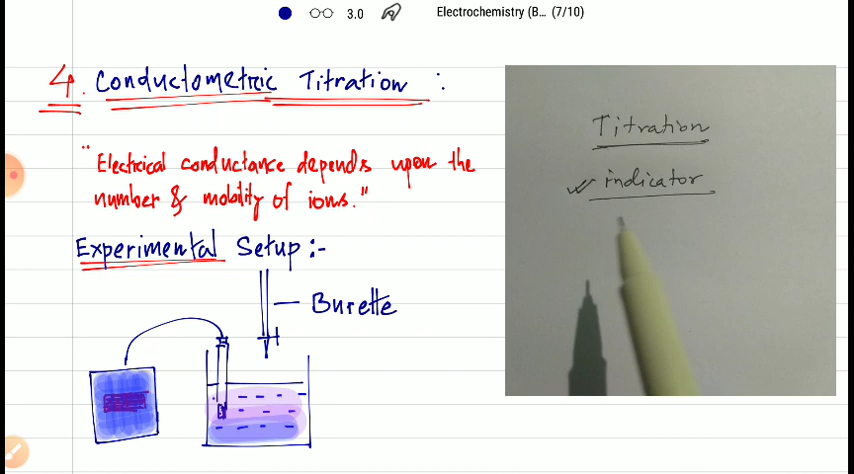 3.0
Electrochemistry (B... (7/10)
4. Conductometric Titration :
"Electrical conductance depends upon the
number & mobility of ions."
Experimental Setup :-
Burette
Titration
indicator